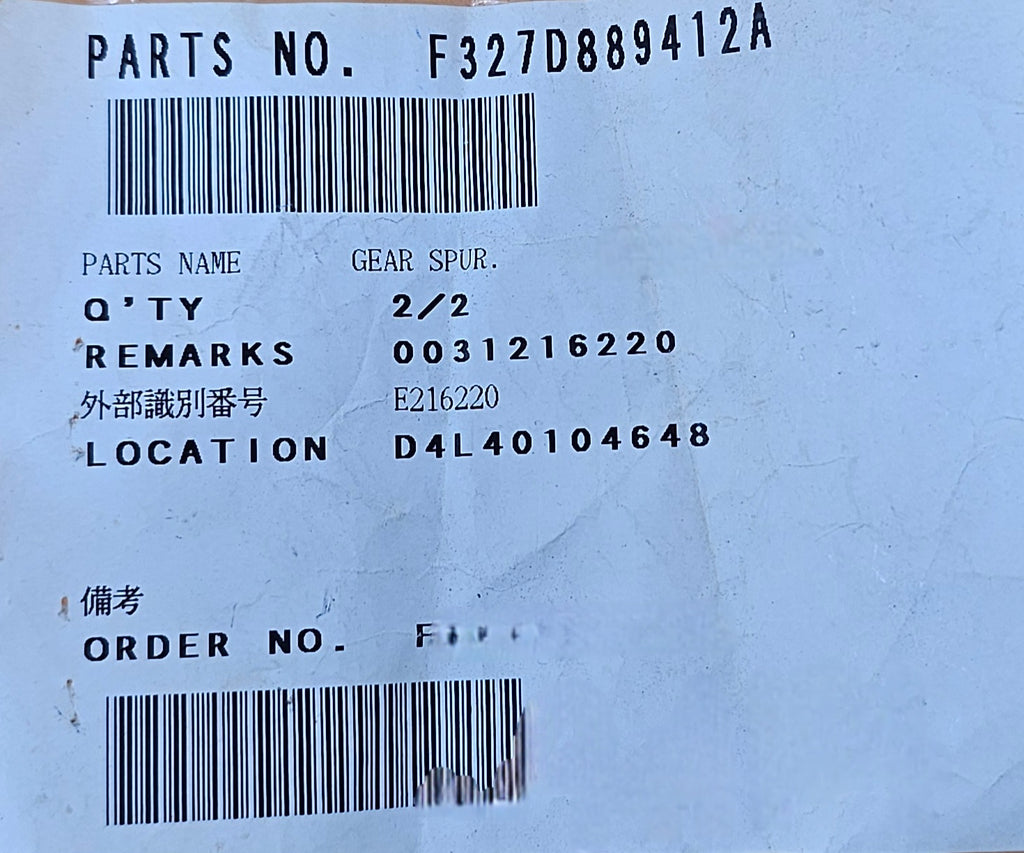 PARTS NO. F327D889412A
PARTS NAME GEAR SPUR.
Q'TY 2/2
REMARKS 0031216220
外部識別番号 E216220
LOCATION D4L40104648
備考
ORDER NO.